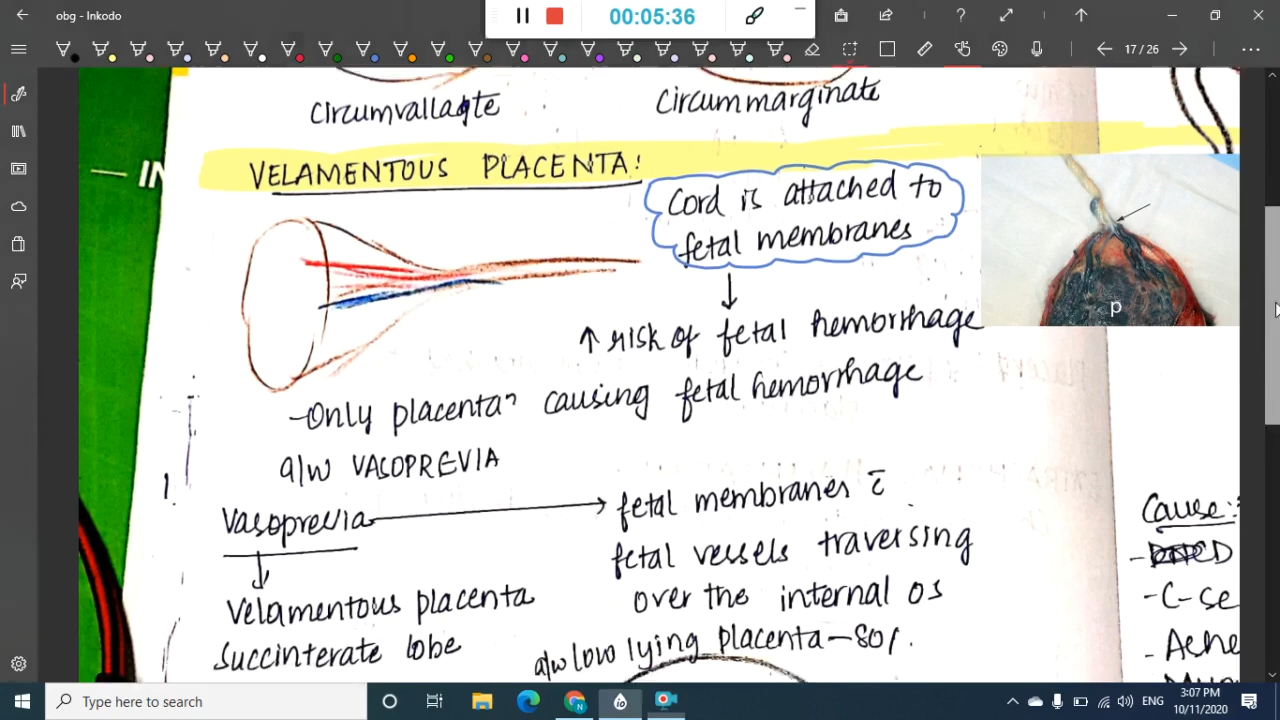 obg - Inkodo
00:05:36
17 / 26
Circumvallaqte
Circummarginate
IN
VELAMENTOUS PLACENTA:
Cord is attached to
fetal membranes
p
↑ risk of fetal hemorrhage
-Only placenta causing fetal hemorrhage
a/w VASOPREVIA
1.
Vasoprevia → fetal membranes c̄
fetal vessels traversing
over the internal os
Velamentous placenta
Succinterate lobe
a/w low lying placenta-80%.
Cause:
-C-se
-Ashe
Type here to search
ENG
3:07 PM
10/11/2020